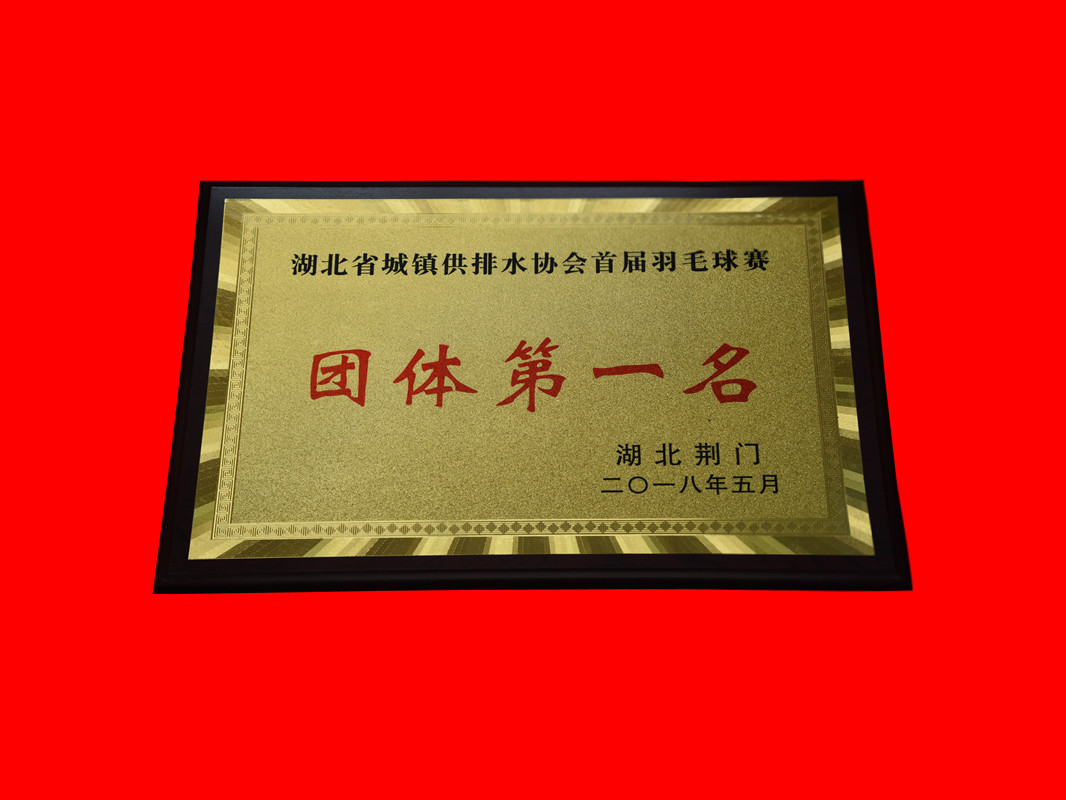 湖北省城镇供排水协会首届羽毛球赛
团体第一名
湖北荆门
二〇一八年五月